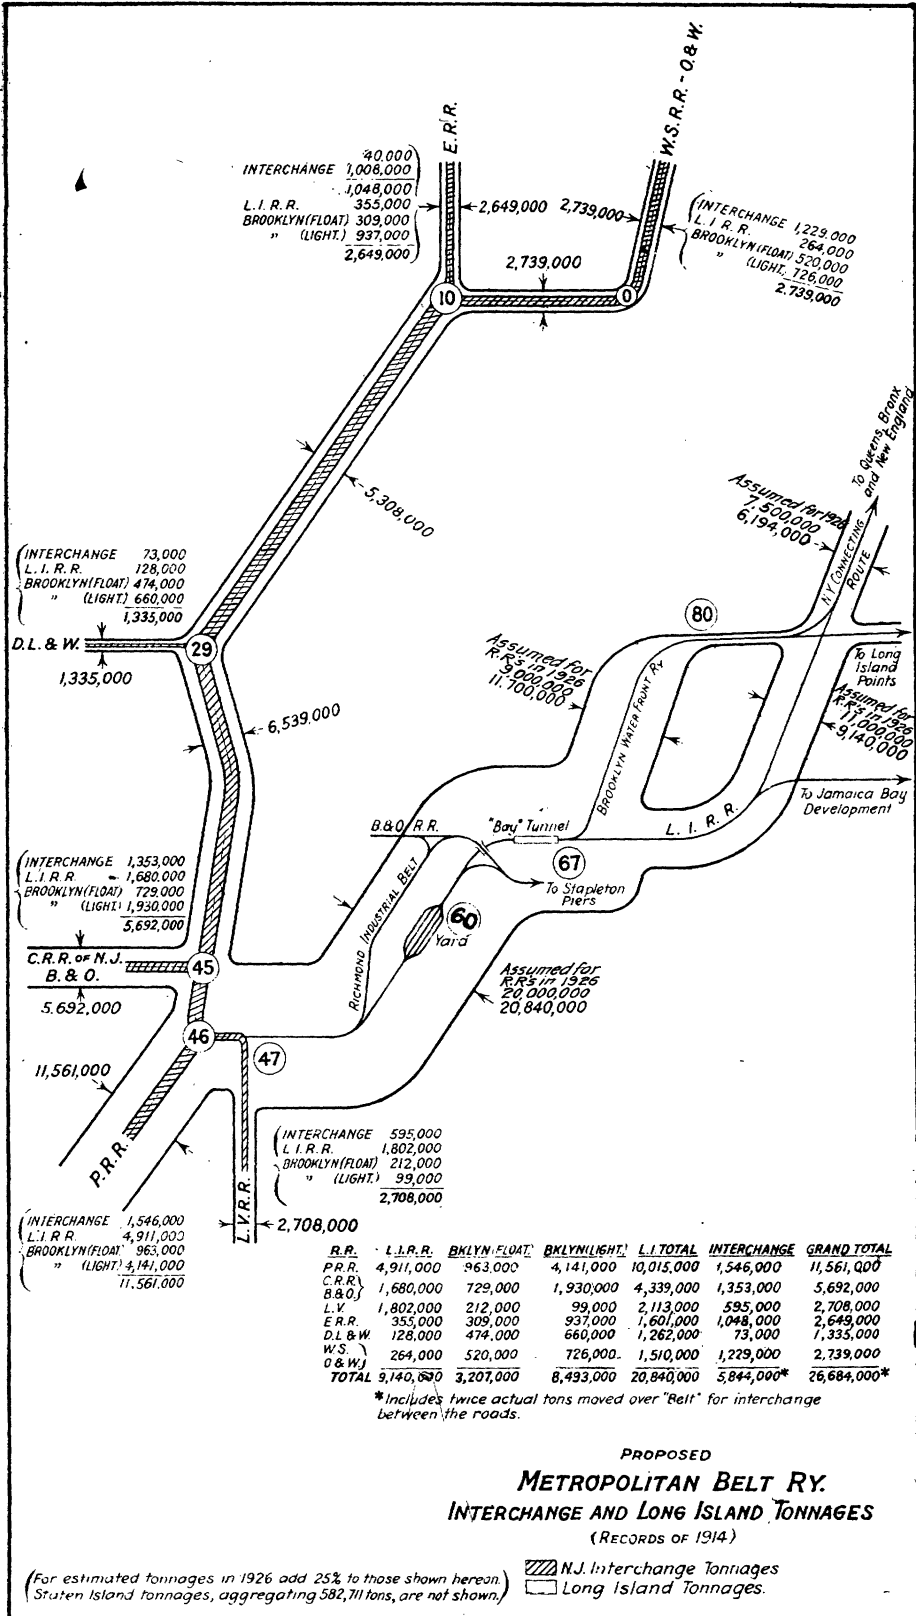 E.R.R.
W.S.R.R.-O.&W.
40,000
INTERCHANGE 1,008,000
1,048,000
L.I.R.R. 355,000
BROOKLYN(FLOAT) 309,000
" (LIGHT.) 937,000
2,649,000
2,649,000
2,739,000
INTERCHANGE 1,229,000
L.I.R.R. 264,000
BROOKLYN(FLOAT) 520,000
" (LIGHT. 726,000
2.739,000
2,739,000
10
0
5,308,000
To Queens, Bronx
and New England
Assumed for 1926
7.500,000
6,194,000
N.Y. CONNECTING
ROUTE
INTERCHANGE 73,000
L.I.R.R. 128,000
BROOKLYN(FLOAT) 474,000
" (LIGHT.) 660,000
1,335,000
D.L.&W.
29
1,335,000
6,539,000
80
Assumed for
R.R's in 1926
9,000,000
11.700,000
BROOKLYN WATER FRONT RY
To Long
Island
Points
Assumed for
R.R's in 1926
11,000,000
9,140,000
To Jamaica Bay
Development
L.I.R.R.
B.&O. R.R.
"Bay" Tunnel
67
To Stapleton
Piers
INTERCHANGE 1,353,000
L.I.R.R. 1,680,000
BROOKLYN(FLOAT) 729,000
" (LIGHT) 1,930,000
5,692,000
RICHMOND INDUSTRIAL BELT
60
Yard
C.R.R. OF N.J.
B.&O.
45
5.692,000
Assumed for
R.R's in 1926
20,000,000
20,840,000
46
47
11,561,000
P.R.R.
INTERCHANGE 595,000
L.I.R.R. 1,802,000
BROOKLYN(FLOAT) 212,000
" (LIGHT.) 99,000
2,708,000
L.V.R.R.
2,708,000
INTERCHANGE 1,546,000
L.I.R.R. 4,911,000
BROOKLYN(FLOAT) 963,000
" (LIGHT.) 4,141,000
11.561,000
R.R. L.I.R.R. BKLYN(FLOAT) BKLYN(LIGHT.) L.I.TOTAL INTERCHANGE GRAND TOTAL
P.R.R. 4,911,000 963,000 4,141,000 10,015,000 1,546,000 11,561,000
C.R.R.
B.&O. 1,680,000 729,000 1,930,000 4,339,000 1,353,000 5,692,000
L.V. 1,802,000 212,000 99,000 2,113,000 595,000 2,708,000
E.R.R. 355,000 309,000 937,000 1,601,000 1,048,000 2,649,000
D.L.&W. 128,000 474.000 660,000 1,262,000 73,000 1,335,000
W.S.
O&W. 264,000 520,000 726,000 1,510,000 1,229,000 2,739,000
TOTAL 9,140,000 3,207,000 8,493,000 20,840,000 5,844,000* 26,684,000*
*Includes twice actual tons moved over "Belt" for interchange
between the roads.
PROPOSED
METROPOLITAN BELT RY.
INTERCHANGE AND LONG ISLAND TONNAGES
(RECORDS OF 1914)
N.J. Interchange Tonnages
Long Island Tonnages.
(For estimated tonnages in 1926 add 25% to those shown hereon.
Staten Island tonnages, aggregating 582,711 tons, are not shown.)